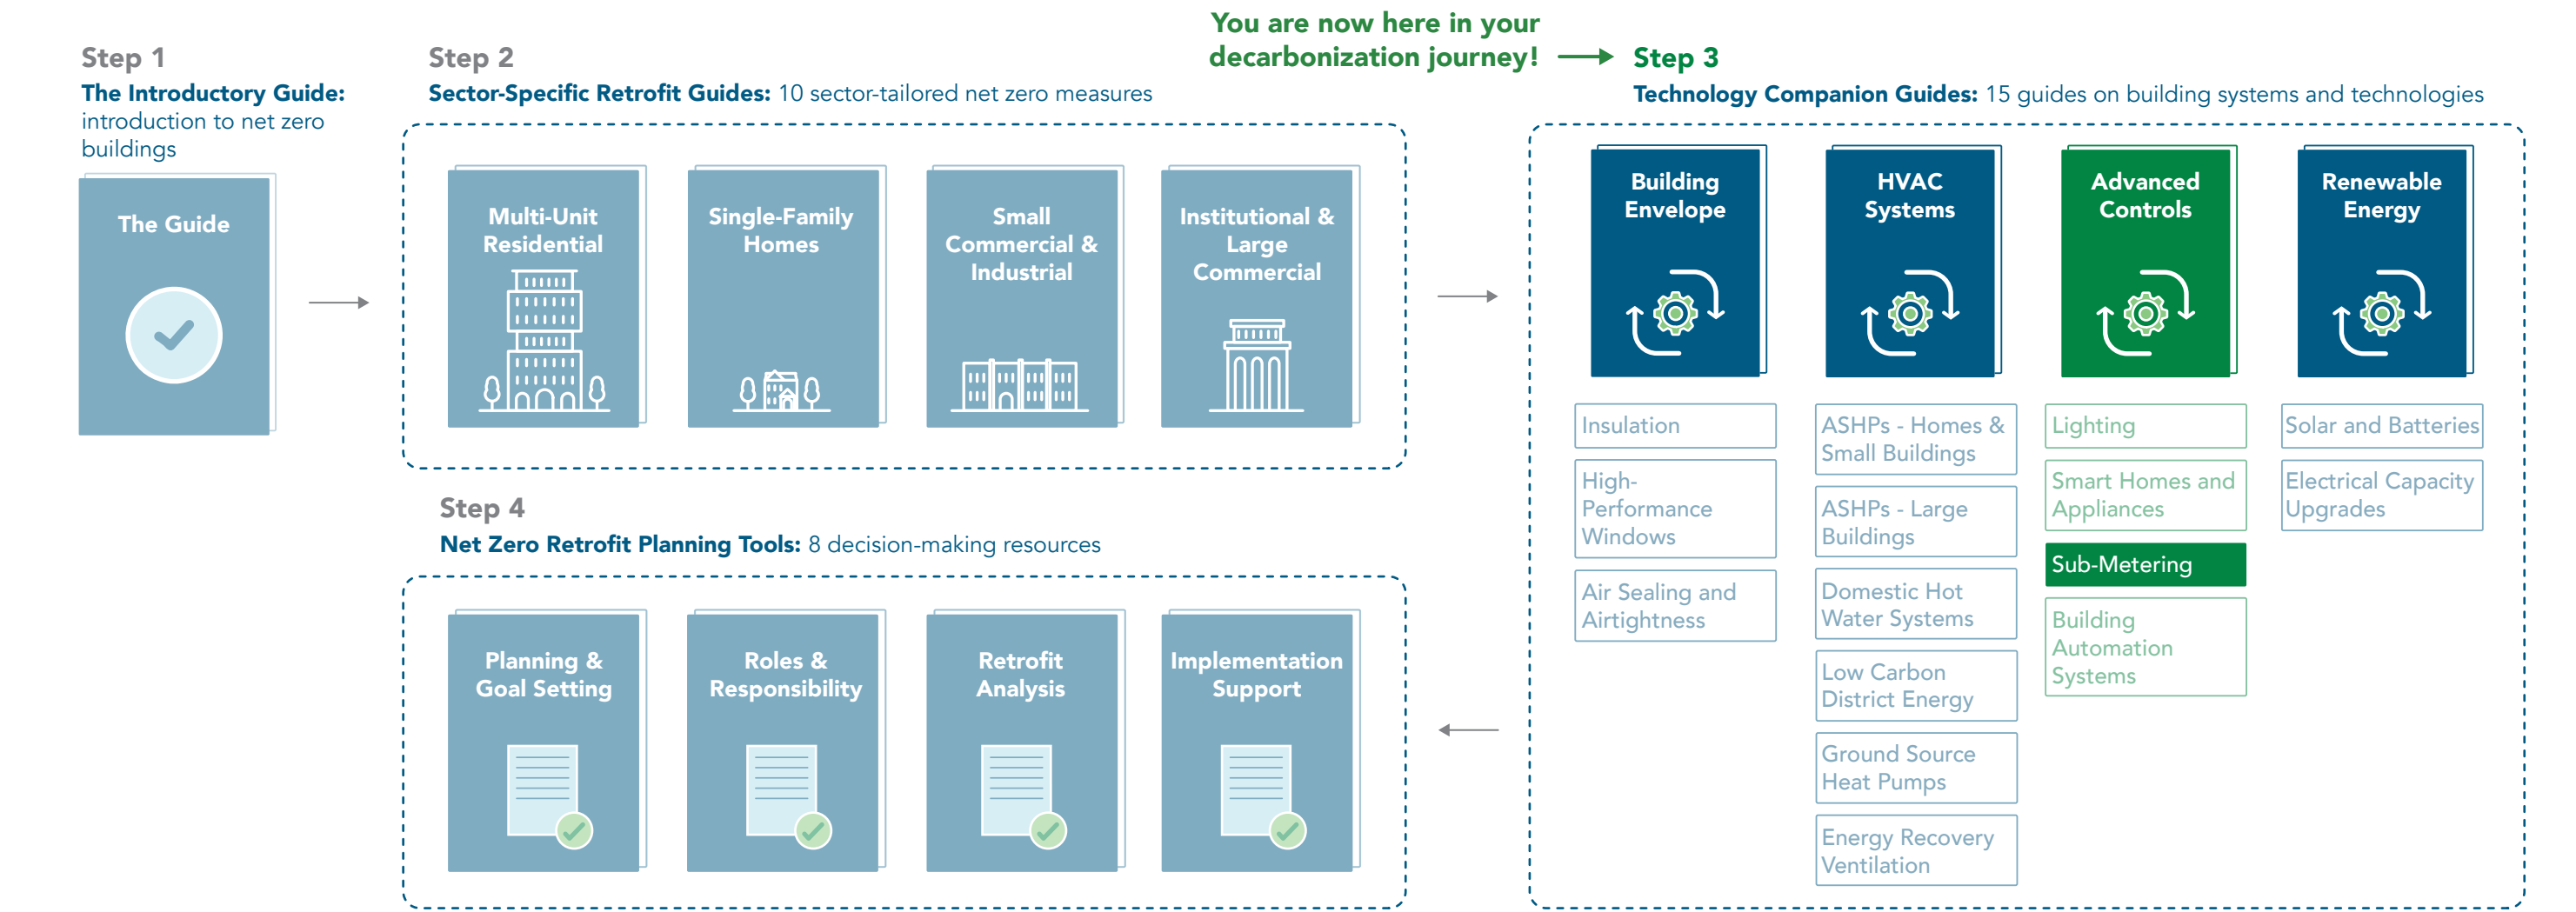 You are now here in your
decarbonization journey!
Step 1
The Introductory Guide:
introduction to net zero
buildings
The Guide
Step 2
Sector-Specific Retrofit Guides: 10 sector-tailored net zero measures
Multi-Unit
Residential
Single-Family
Homes
Small
Commercial &
Industrial
Institutional &
Large
Commercial
Step 3
Technology Companion Guides: 15 guides on building systems and technologies
Building
Envelope
Insulation
High-
Performance
Windows
Air Sealing and
Airtightness
HVAC
Systems
ASHPs - Homes &
Small Buildings
ASHPs - Large
Buildings
Domestic Hot
Water Systems
Low Carbon
District Energy
Ground Source
Heat Pumps
Energy Recovery
Ventilation
Advanced
Controls
Lighting
Smart Homes and
Appliances
Sub-Metering
Building
Automation
Systems
Renewable
Energy
Solar and Batteries
Electrical Capacity
Upgrades
Step 4
Net Zero Retrofit Planning Tools: 8 decision-making resources
Planning &
Goal Setting
Roles &
Responsibility
Retrofit
Analysis
Implementation
Support